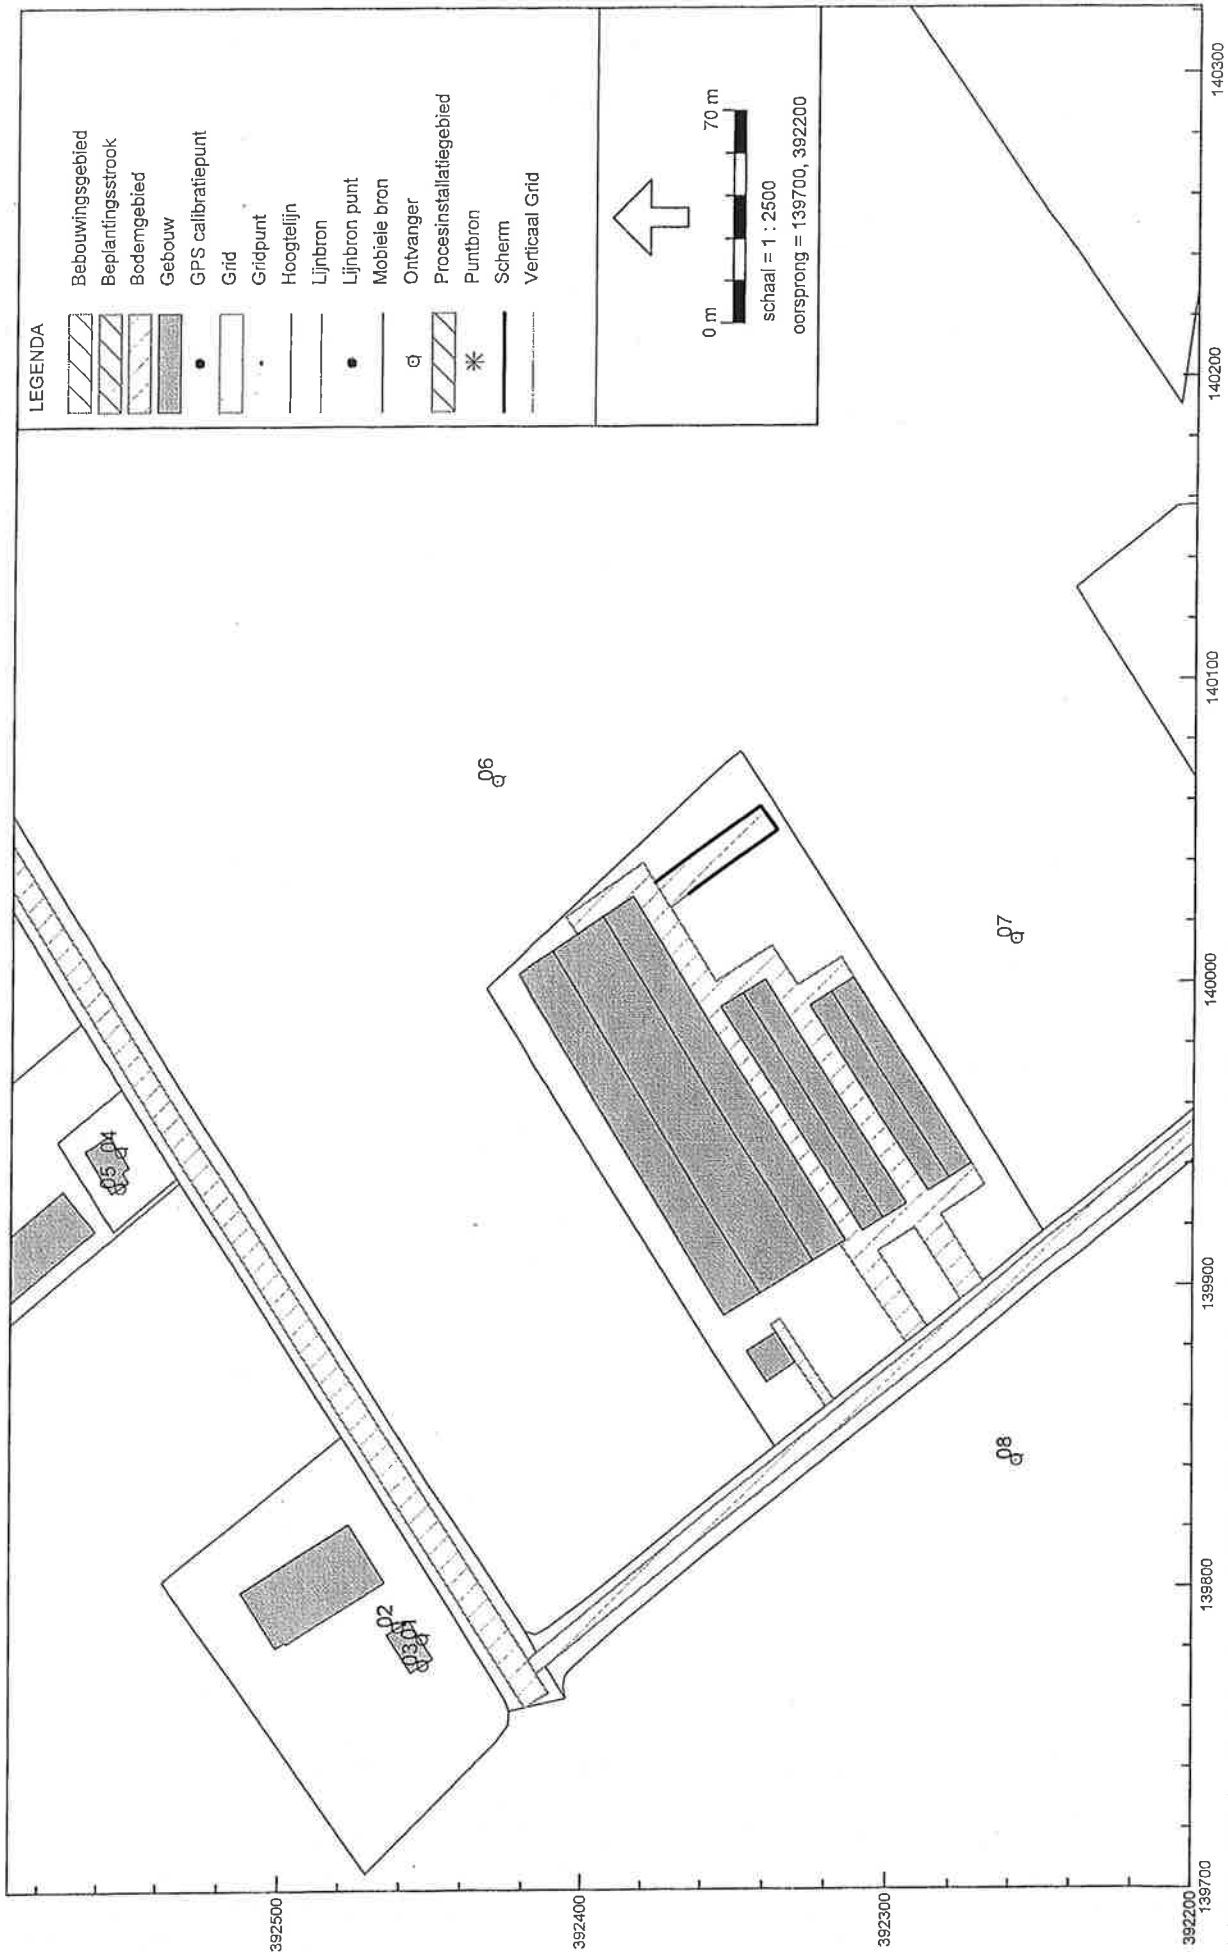 LEGENDA
Bebouwingsgebied
Beplantingsstrook
Bodemgebied
Gebouw
GPS calibratiepunt
Grid
Gridpunt
Hoogtelijn
Lijnbron
Lijnbron punt
Mobiele bron
Ontvanger
Procesinstallatiegebied
Puntbron
Scherm
Verticaal Grid
0 m
70 m
schaal = 1 : 2500
oorsprong = 139700, 392200
05
04
02
03
01
06
07
08
392500
392400
392300
392200
139700
139800
139900
140000
140100
140200
140300